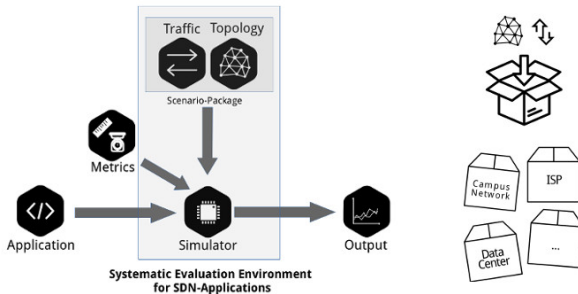 Traffic
Topology
Scenario-Package
Metrics
Application
Simulator
Output
Systematic Evaluation Environment
for SDN-Applications
Campus
Network
ISP
Data
Center
...